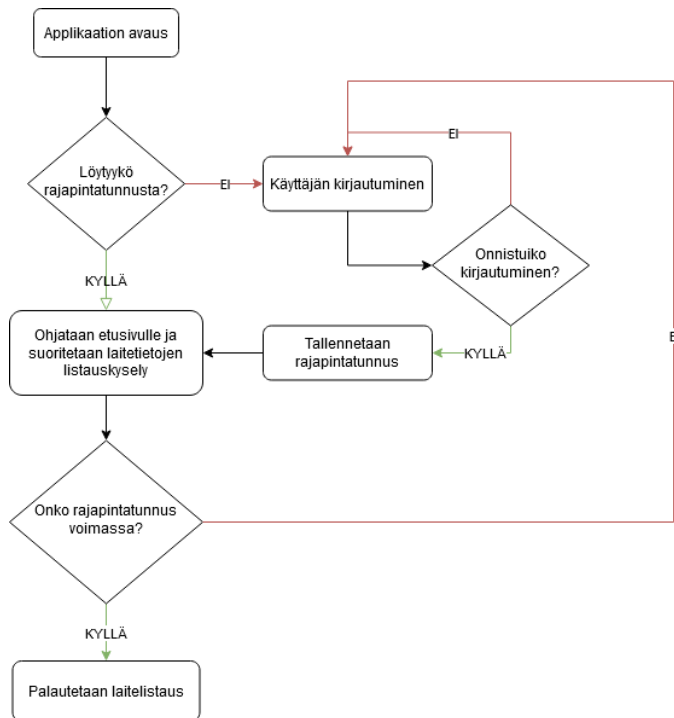 Applikaation avaus
Löytyykö
rajapintatunnusta?
EI
Käyttäjän kirjautuminen
EI
Onnistuiko
kirjautuminen?
KYLLÄ
KYLLÄ
Tallennetaan
rajapintatunnus
Ohjataan etusivulle ja
suoritetaan laitetietojen
listauskysely
Onko rajapintatunnus
voimassa?
KYLLÄ
Palautetaan laitelistaus